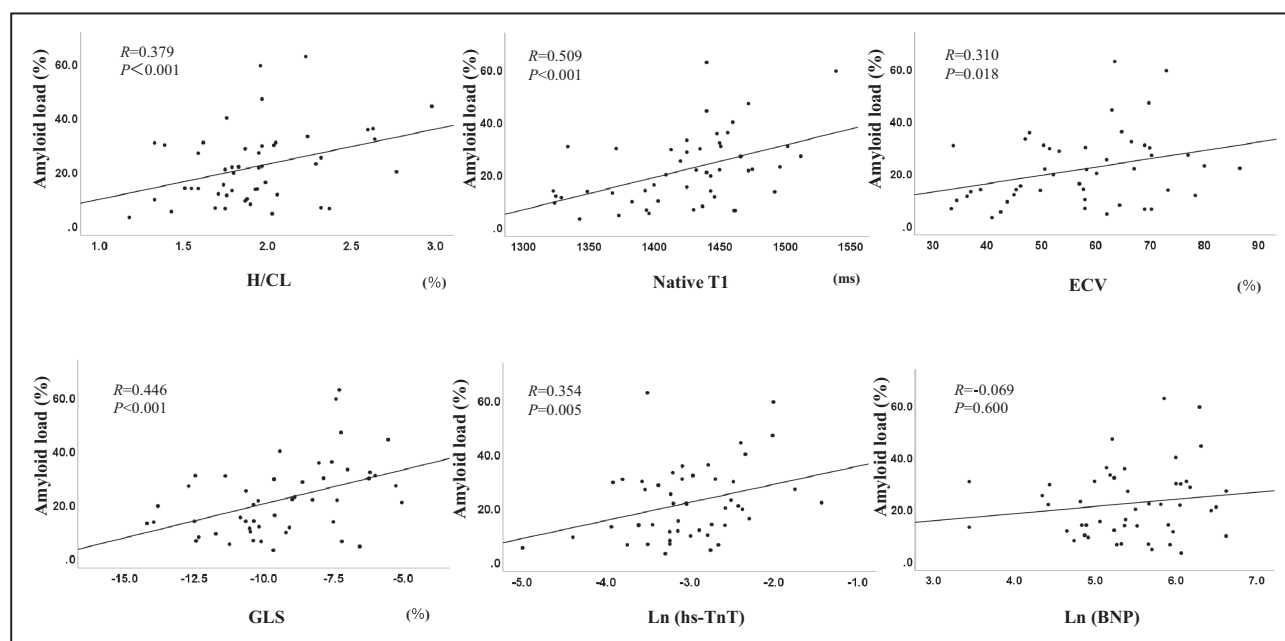 R=0.379
P<0.001
Amyloid load (%)
60.0
40.0
20.0
.0
1.0 1.5 2.0 2.5 3.0
H/CL (%)
R=0.509
P<0.001
Amyloid load (%)
60.0
40.0
20.0
.0
1300 1350 1400 1450 1500 1550
Native T1 (ms)
R=0.310
P=0.018
Amyloid load (%)
60.0
40.0
20.0
.0
30 40 50 60 70 80 90
ECV (%)
R=0.446
P<0.001
Amyloid load (%)
60.0
40.0
20.0
.0
-15.0 -12.5 -10.0 -7.5 -5.0
GLS (%)
R=0.354
P=0.005
Amyloid load (%)
60.0
40.0
20.0
.0
-5.0 -4.0 -3.0 -2.0 -1.0
Ln (hs-TnT)
R=-0.069
P=0.600
Amyloid load (%)
60.0
40.0
20.0
.0
3.0 4.0 5.0 6.0 7.0
Ln (BNP)